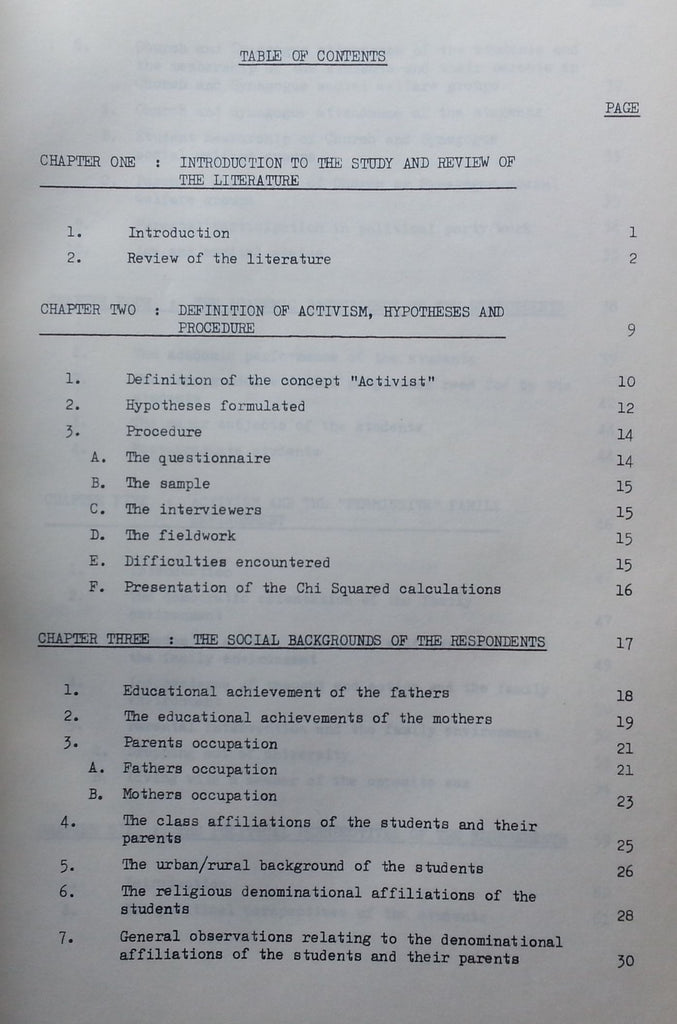 TABLE OF CONTENTS
PAGE
CHAPTER ONE : INTRODUCTION TO THE STUDY AND REVIEW OF
THE LITERATURE
1. Introduction 1
2. Review of the literature 2
CHAPTER TWO : DEFINITION OF ACTIVISM, HYPOTHESES AND
PROCEDURE 9
1. Definition of the concept "Activist" 10
2. Hypotheses formulated 12
3. Procedure 14
A. The questionnaire 14
B. The sample 15
C. The interviewers 15
D. The fieldwork 15
E. Difficulties encountered 15
F. Presentation of the Chi Squared calculations 16
CHAPTER THREE : THE SOCIAL BACKGROUNDS OF THE RESPONDENTS 17
1. Educational achievement of the fathers 18
2. The educational achievements of the mothers 19
3. Parents occupation 21
A. Fathers occupation 21
B. Mothers occupation 23
4. The class affiliations of the students and their
parents 25
5. The urban/rural background of the students 26
6. The religious denominational affiliations of the
students 28
7. General observations relating to the denominational
affiliations of the students and their parents 30